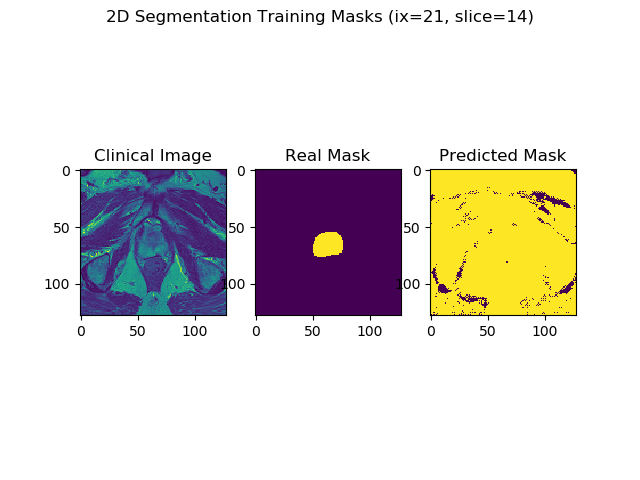 2D Segmentation Training Masks (ix=21, slice=14)
Clinical Image Real Mask Predicted Mask
0 0 0
50 50 50
100 100 100
0 50 100 0 50 100 0 50 100